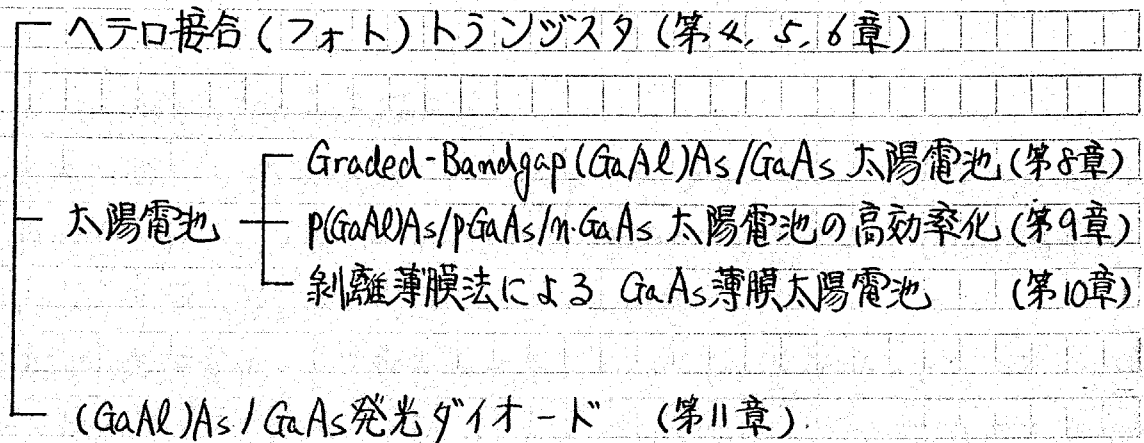 ヘテロ接合(フォト)トランジスタ (第4, 5, 6章)
Graded-Bandgap (GaAl)As/GaAs 太陽電池 (第8章)
太陽電池
p(GaAl)As/pGaAs/n-GaAs 太陽電池の高効率化 (第9章)
剝離薄膜法による GaAs薄膜太陽電池 (第10章)
(GaAl)As/GaAs発光ダイオード (第11章)